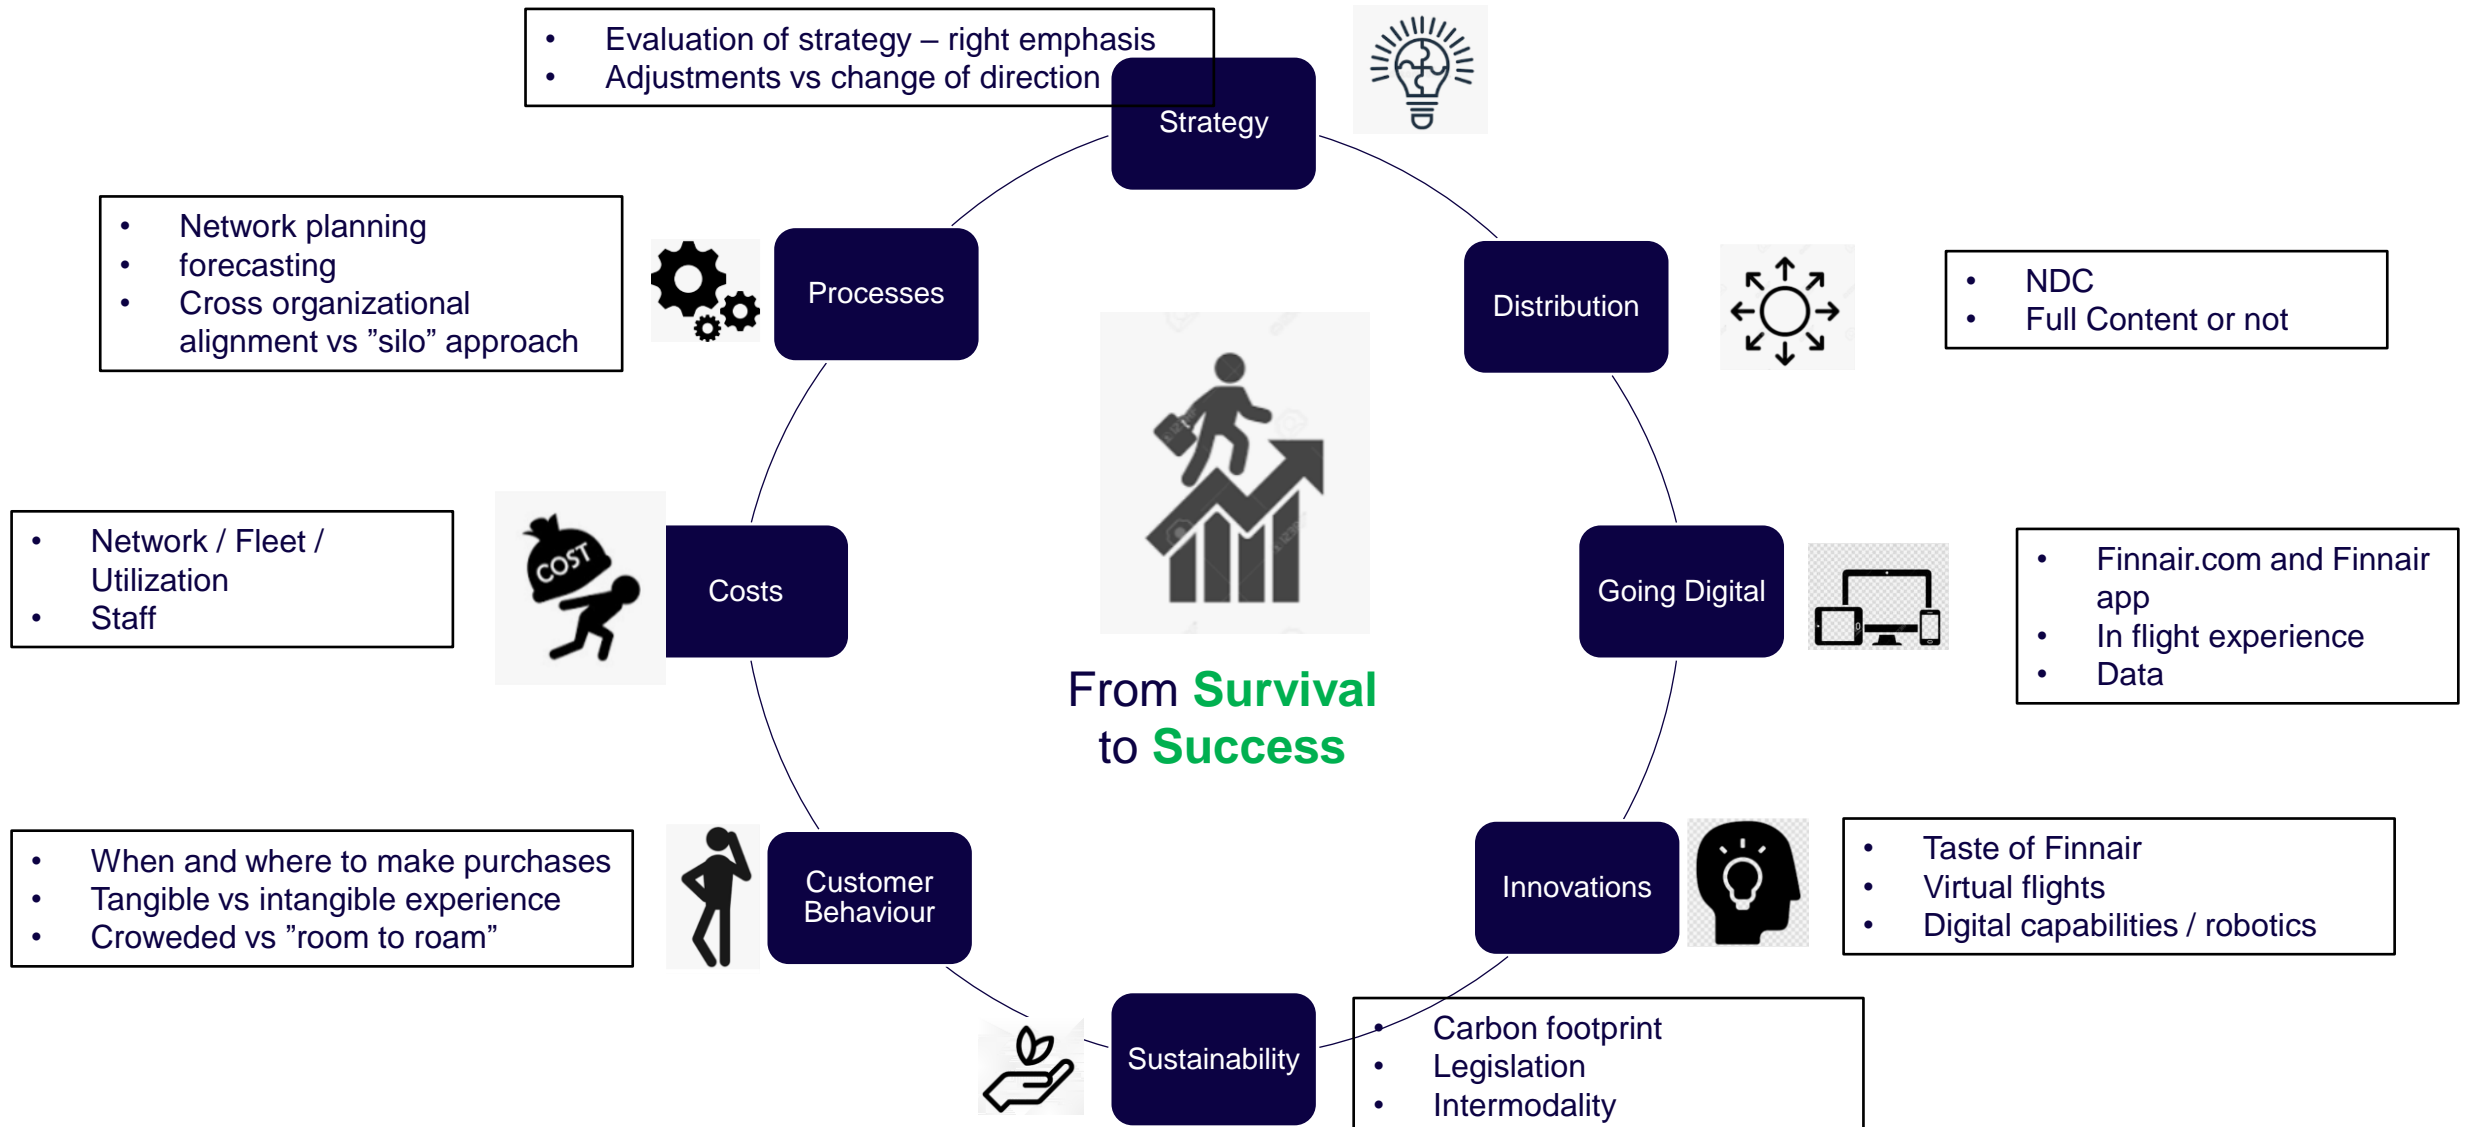 • Evaluation of strategy – right emphasis
• Adjustments vs change of direction
Strategy
• Network planning
• forecasting
• Cross organizational
alignment vs ”silo” approach
Processes
Distribution
• NDC
• Full Content or not
• Network / Fleet /
Utilization
• Staff
COST
Costs
From Survival
to Success
Going Digital
• Finnair.com and Finnair
app
• In flight experience
• Data
• When and where to make purchases
• Tangible vs intangible experience
• Croweded vs ”room to roam”
Customer
Behaviour
Innovations
• Taste of Finnair
• Virtual flights
• Digital capabilities / robotics
Sustainability
• Carbon footprint
• Legislation
• Intermodality